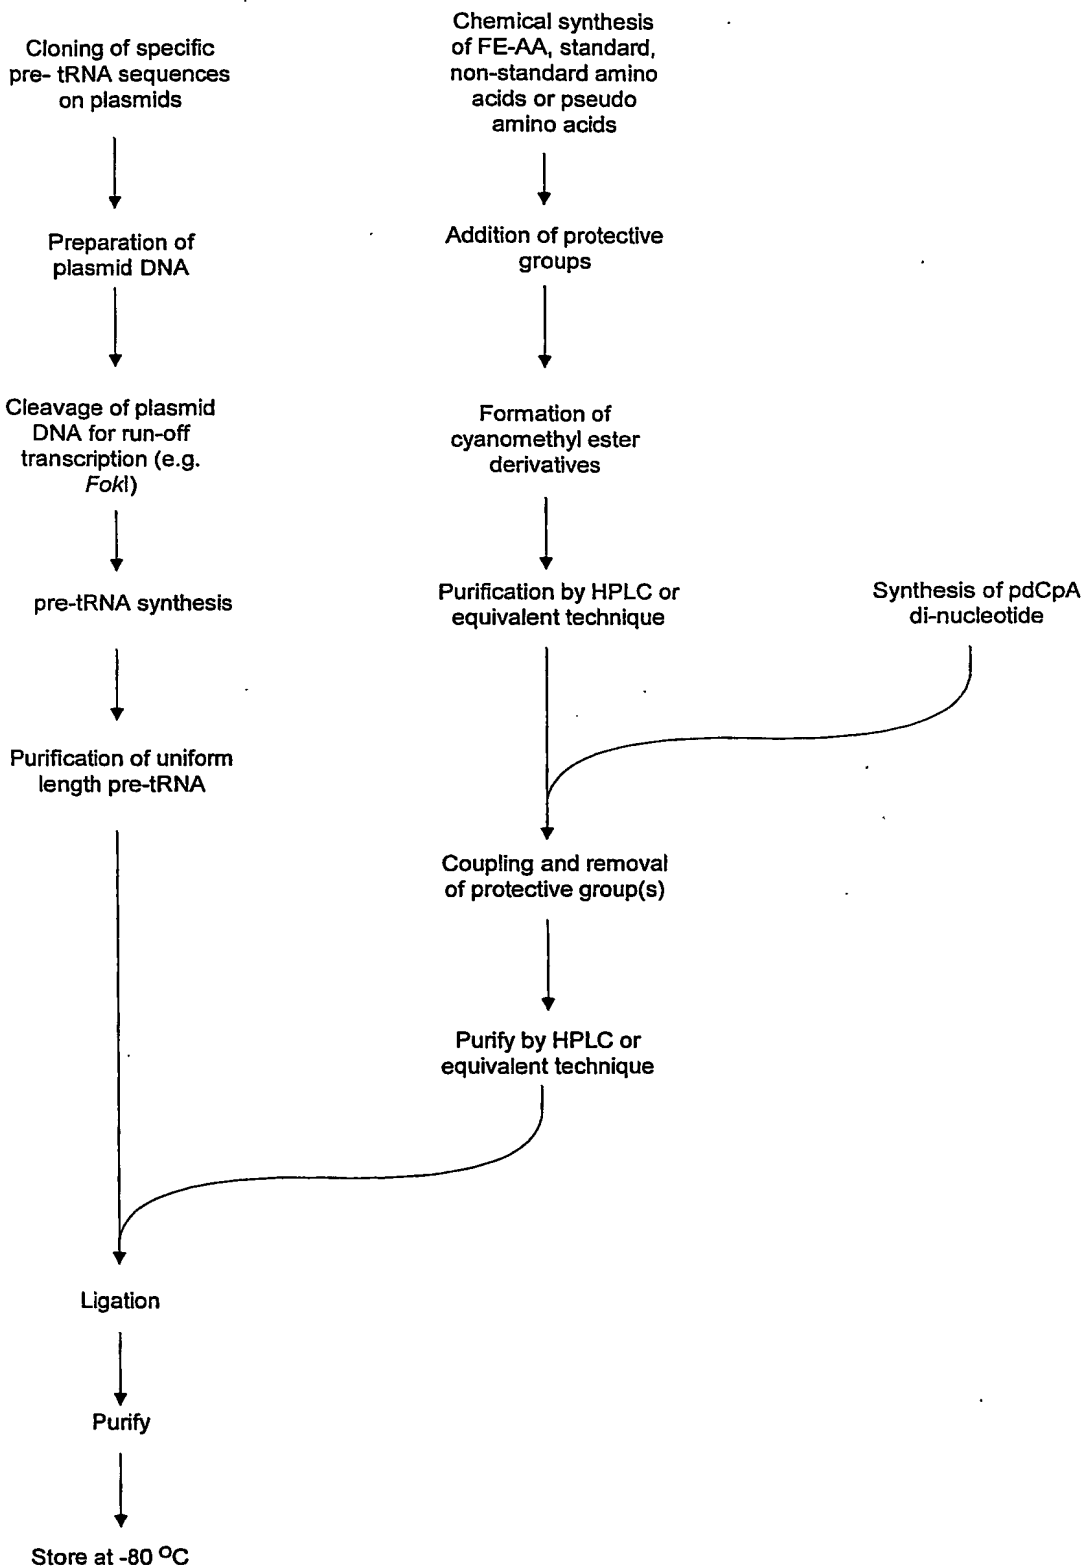 Cloning of specific
pre- tRNA sequences
on plasmids
Preparation of
plasmid DNA
Cleavage of plasmid
DNA for run-off
transcription (e.g.
FokI)
pre-tRNA synthesis
Purification of uniform
length pre-tRNA
Chemical synthesis
of FE-AA, standard,
non-standard amino
acids or pseudo
amino acids
Addition of protective
groups
Formation of
cyanomethyl ester
derivatives
Purification by HPLC or
equivalent technique
Synthesis of pdCpA
di-nucleotide
Coupling and removal
of protective group(s)
Purify by HPLC or
equivalent technique
Ligation
Purify
Store at -80 °C